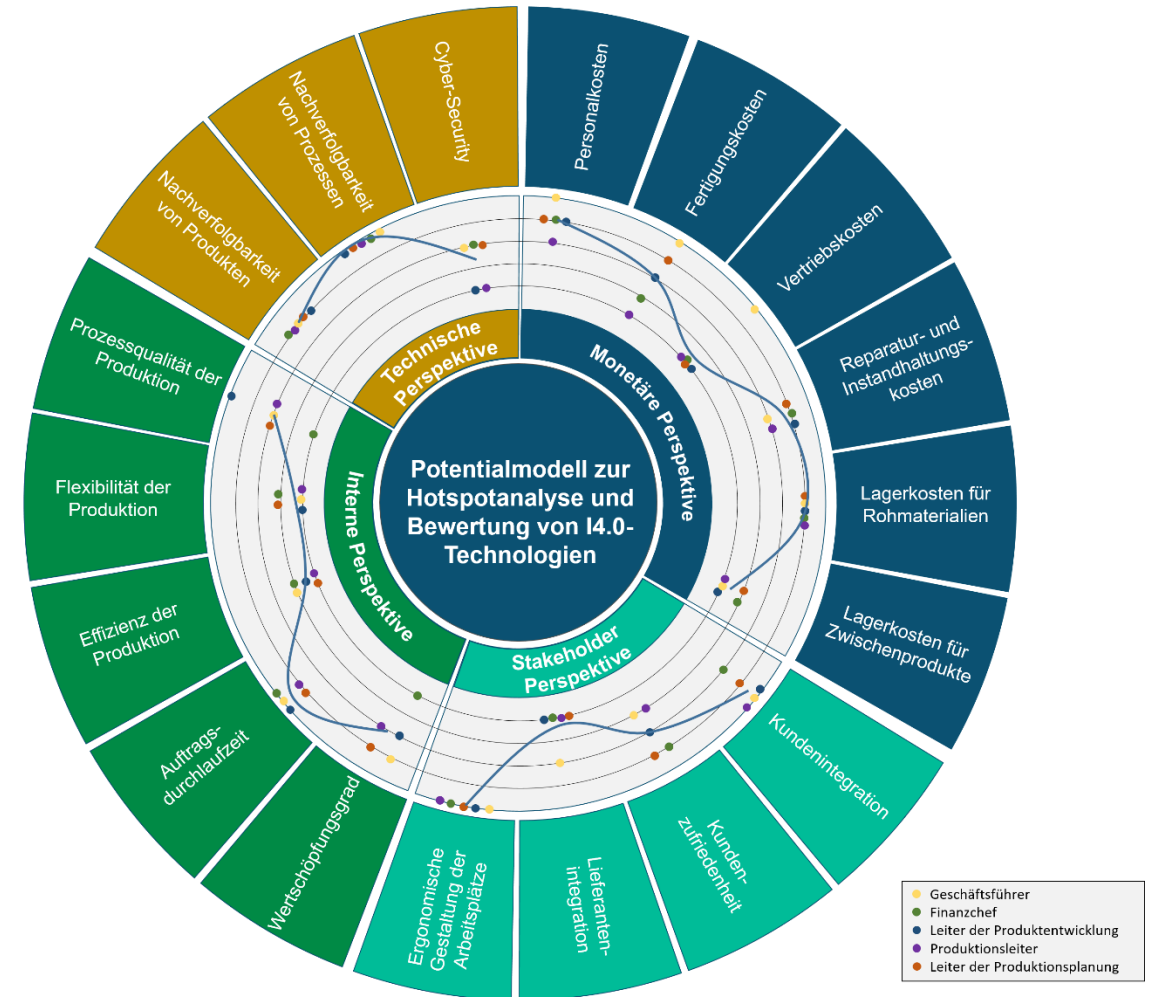 Potentialmodell zur
Hotspotanalyse und
Bewertung von I4.0-
Technologien
Technische
Perspektive
Monetäre Perspektive
Stakeholder
Perspektive
Interne Perspektive
Cyber-Security
Personalkosten
Fertigungskosten
Vertriebskosten
Reparatur- und
Instandhaltungs-
kosten
Lagerkosten für
Rohmaterialien
Lagerkosten für
Zwischenprodukte
Kundenintegration
Kunden-
zufriedenheit
Lieferanten-
integration
Ergonomische
Gestaltung der
Arbeitsplätze
Wertschöpfungsgrad
Auftrags-
durchlaufzeit
Effizienz der
Produktion
Flexibilität der
Produktion
Prozessqualität der
Produktion
Nachverfolgbarkeit
von Produkten
Nachverfolgbarkeit
von Prozessen
Geschäftsführer
Finanzchef
Leiter der Produktentwicklung
Produktionsleiter
Leiter der Produktionsplanung